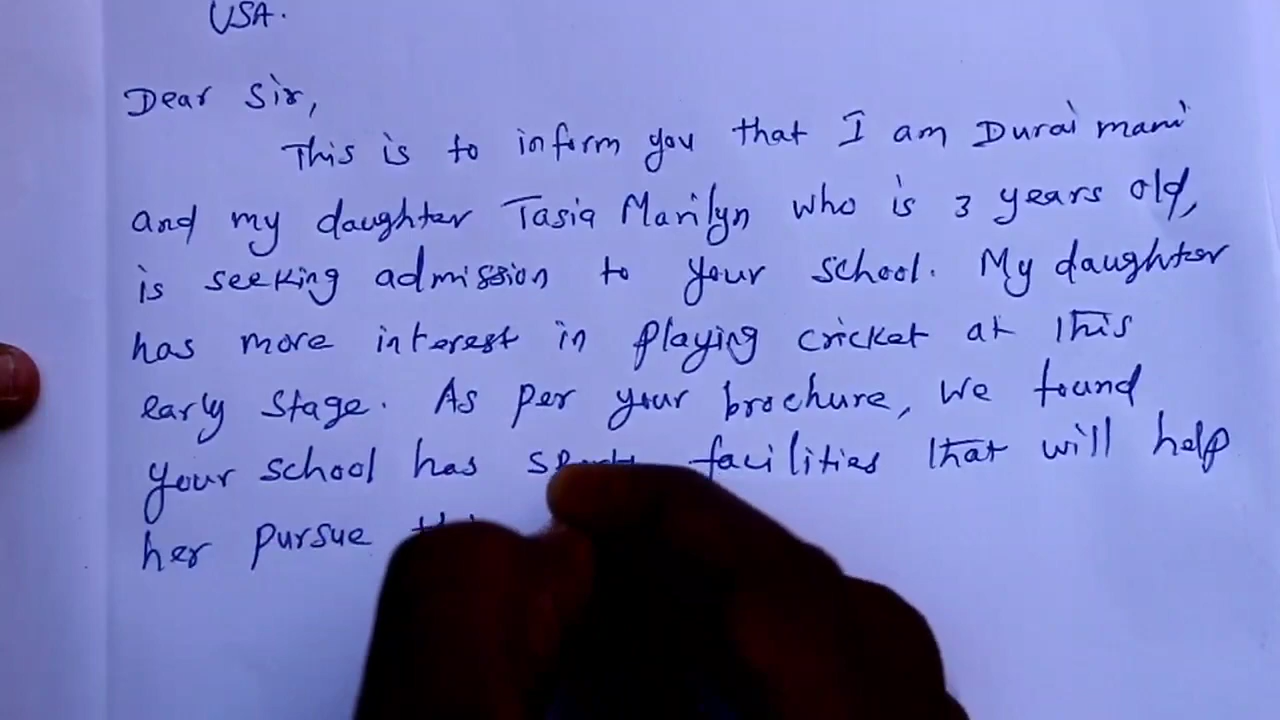 USA.
Dear Sir,
This is to inform you that I am Durai mani
and my daughter Tasia Marilyn who is 3 years old,
is seeking admission to your school. My daughter
has more interest in playing cricket at this
early stage. As per your brochure, we found
your school has facilities that will help
her pursue